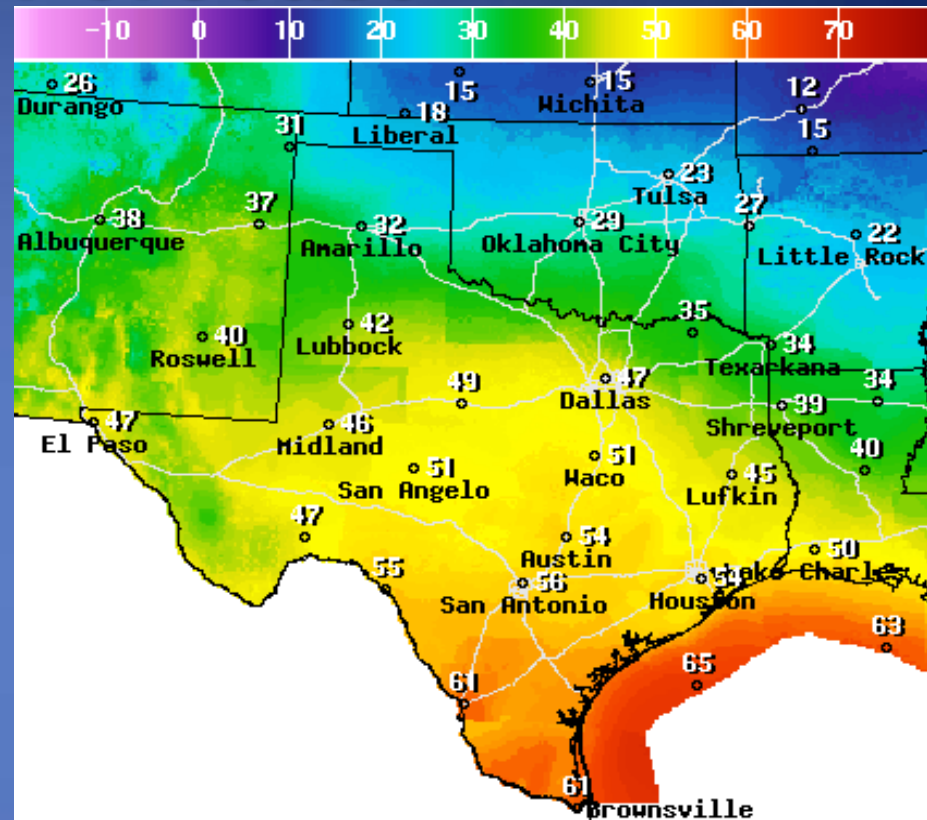 -10 0 10 20 30 40 50 60 70
26 15 15 12
Durango 18 Wichita
Liberal 15
31
23
Tulsa
38 37 32 29 27 22
Albuquerque Amarillo Oklahoma City Little Rock
40 42 35 34
Roswell Lubbock Texarkana
47 49 47 39 34
El Paso 46 Dallas Shreveport
Midland 40
51 51 45
San Angelo Waco Lufkin
47 54 50
Austin Lake Charles
55 56 54
San Antonio Houston
63
65
61
61
Brownsville